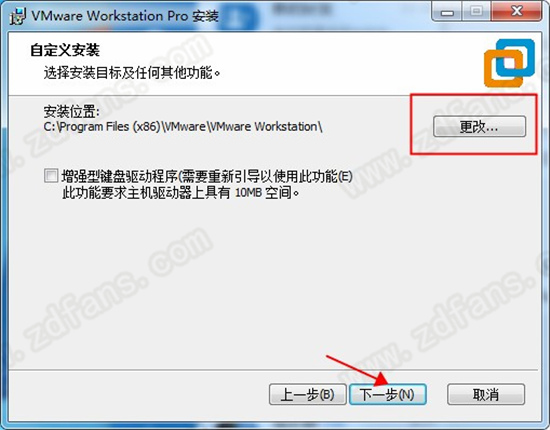 VMware Workstation Pro 安装
自定义安装
选择安装目标及任何其他功能。
安装位置:
C:\Program Files (x86)\VMware\VMware Workstation\
更改...
增强型键盘驱动程序(需要重新引导以使用此功能(E)
此功能要求主机驱动器上具有 10MB 空间。
www.zdfans.com
上一步(B)
下一步(N)
取消